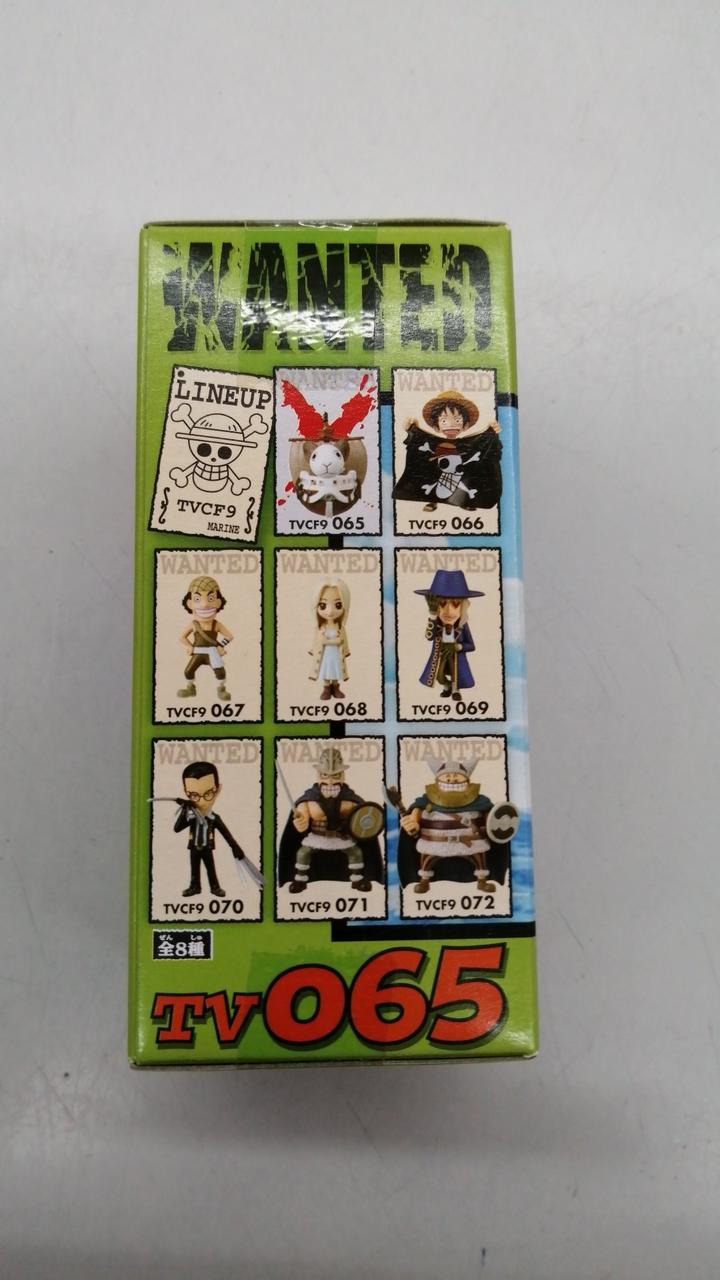 WANTED
LINEUP
TVCF9
MARINE
WANTED
TVCF9 065
WANTED
TVCF9 066
WANTED
TVCF9 067
WANTED
TVCF9 068
WANTED
TVCF9 069
WANTED
TVCF9 070
WANTED
TVCF9 071
WANTED
TVCF9 072
ぜん しゅ
全8種
TV065